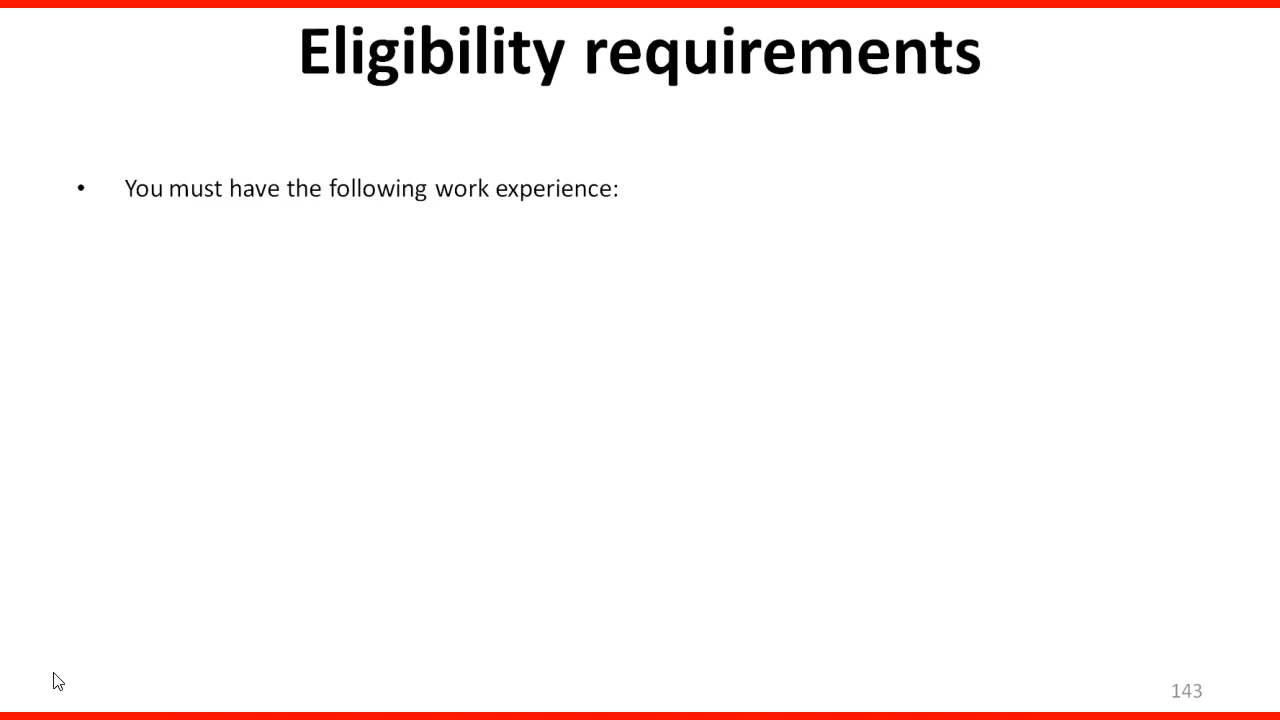 Eligibility requirements
• You must have the following work experience:
143